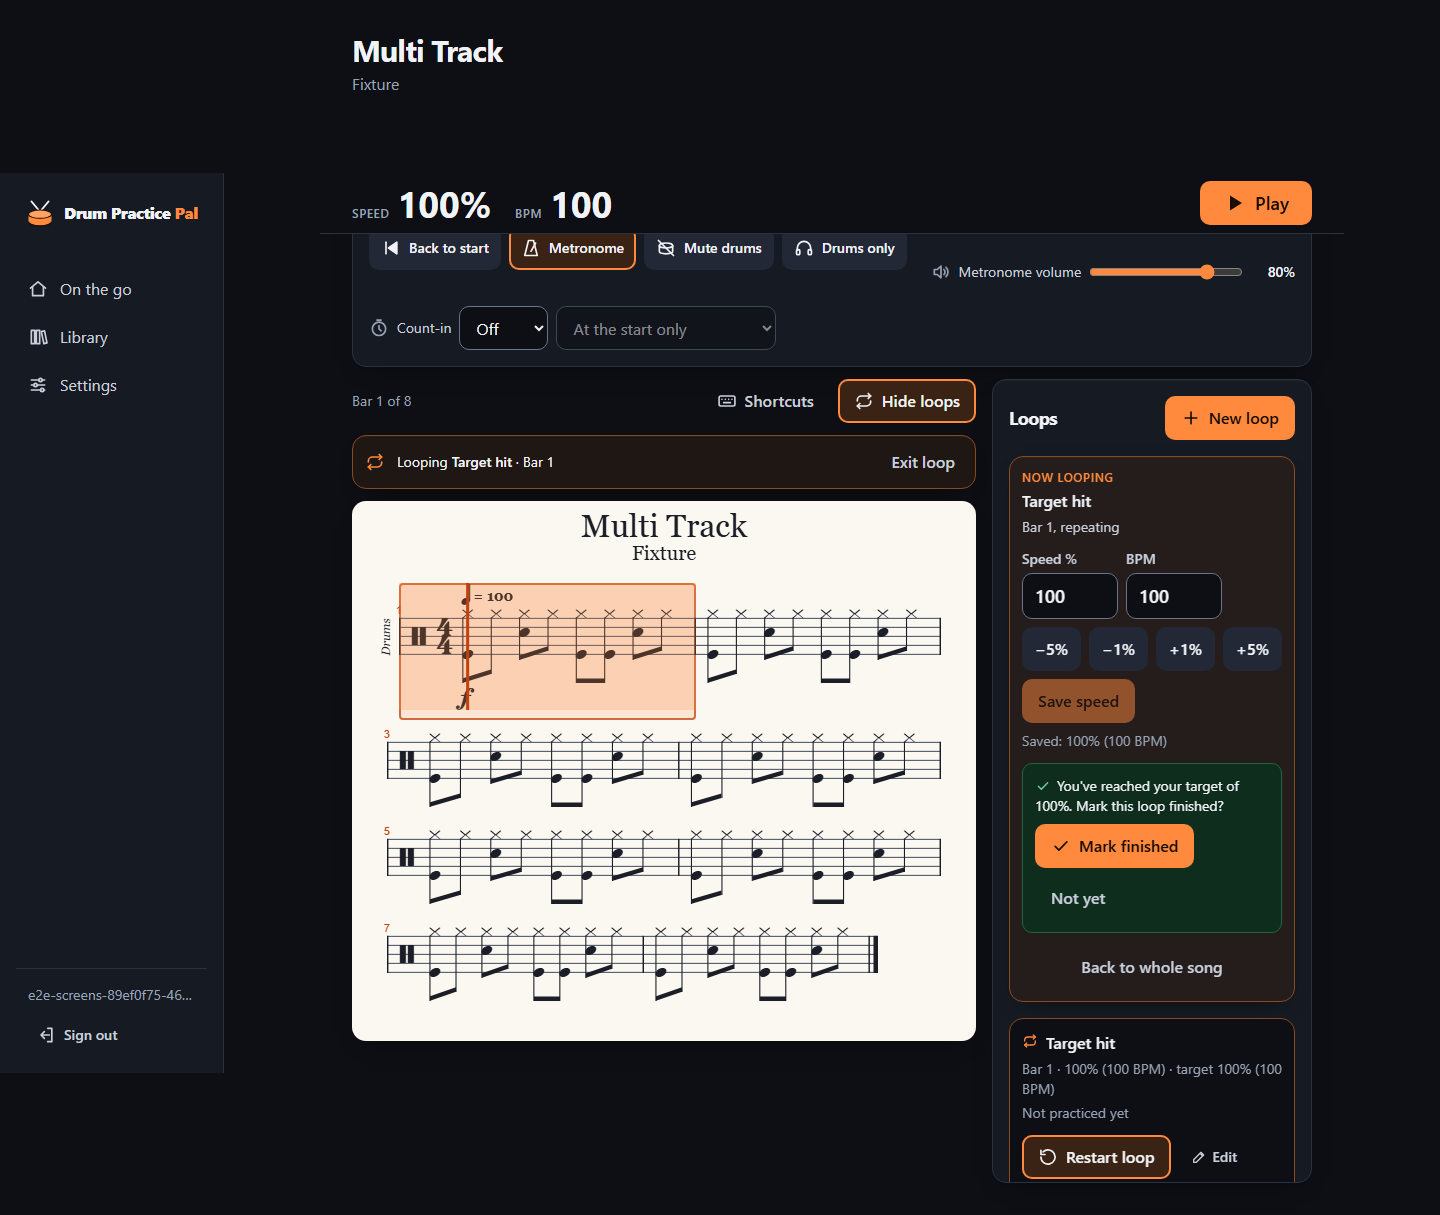 Multi Track
Fixture
Drum Practice Pal
On the go
Library
Settings
e2e-screens-89ef0f75-46...
Sign out
SPEED 100% BPM 100
Play
Back to start
Metronome
Mute drums
Drums only
Metronome volume
80%
Count-in
Off
At the start only
Bar 1 of 8
Shortcuts
Hide loops
Looping Target hit · Bar 1
Exit loop
Multi Track
Fixture
= 100
1
Drums
4
4
f
3
5
7
Loops
New loop
NOW LOOPING
Target hit
Bar 1, repeating
Speed % BPM
100 100
−5% −1% +1% +5%
Save speed
Saved: 100% (100 BPM)
You've reached your target of
100%. Mark this loop finished?
Mark finished
Not yet
Back to whole song
Target hit
Bar 1 · 100% (100 BPM) · target 100% (100
BPM)
Not practiced yet
Restart loop
Edit